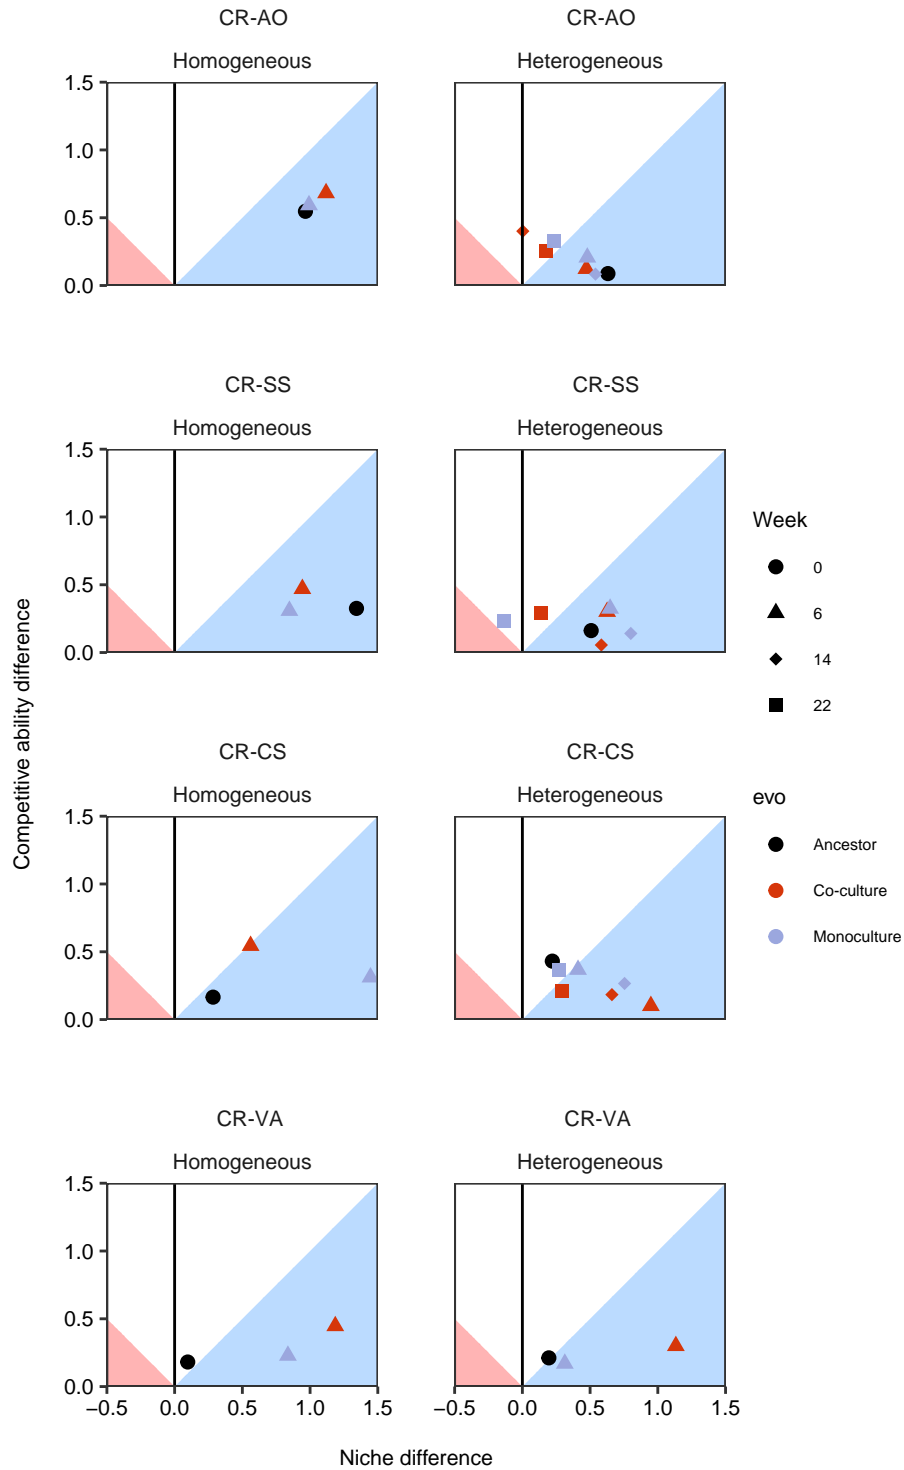 CR-AO
CR-AO
Homogeneous
Heterogeneous
1.5
1.0
0.5
0.0
CR-SS
CR-SS
Homogeneous
Heterogeneous
1.5
1.0
0.5
0.0
Week
0
6
14
22
Competitive ability difference
CR-CS
CR-CS
Homogeneous
Heterogeneous
1.5
1.0
0.5
0.0
evo
Ancestor
Co-culture
Monoculture
CR-VA
CR-VA
Homogeneous
Heterogeneous
1.5
1.0
0.5
0.0
−0.5 0.0 0.5 1.0 1.5
−0.5 0.0 0.5 1.0 1.5
Niche difference